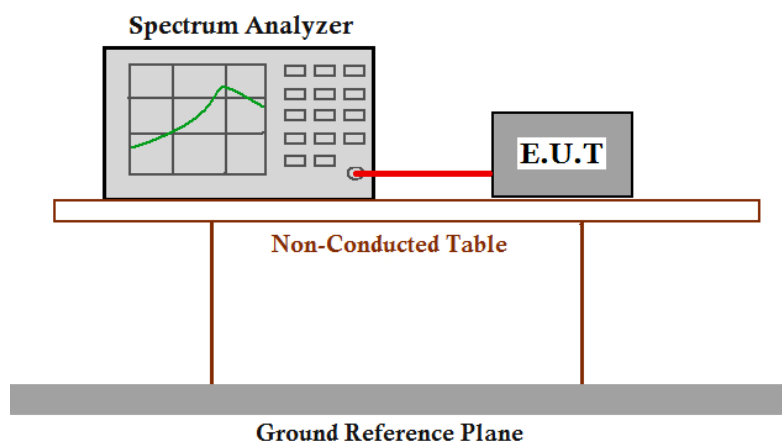 Spectrum Analyzer
E.U.T
Non-Conducted Table
Ground Reference Plane